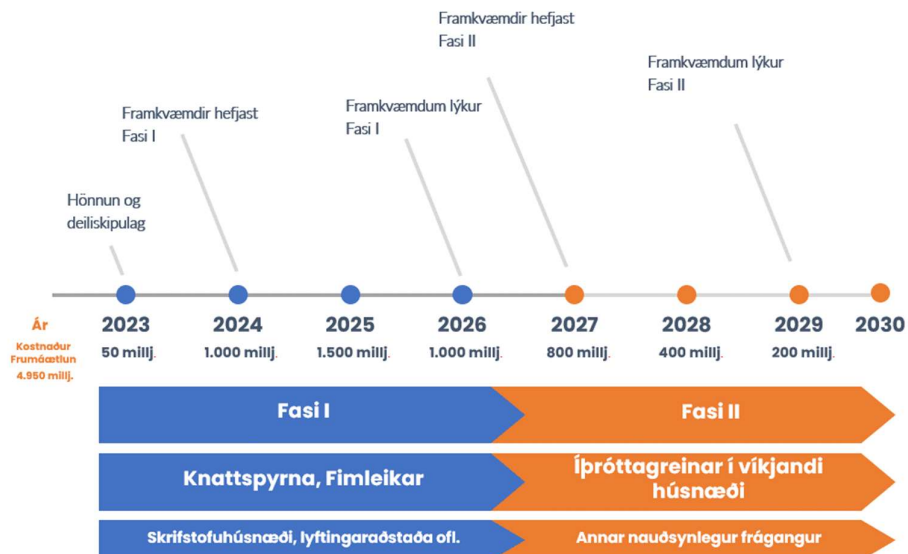 Framkvæmdir hefjast
Fasi II
Framkvæmdum lýkur
Fasi II
Framkvæmdir hefjast
Fasi I
Framkvæmdum lýkur
Fasi I
Hönnun og
deiliskipulag
Ár
2023
2024
2025
2026
2027
2028
2029
2030
Kostnaður
Frumáætlun
4.950 millj.
50 millj.
1.000 millj.
1.500 millj.
1.000 millj.
800 millj.
400 millj.
200 millj.
Fasi I
Fasi II
Knattspyrna, Fimleikar
Íþróttagreinar í víkjandi
húsnæði
Skrifstofuhúsnæði, lyftingaraðstaða ofl.
Annar nauðsynlegur frágangur